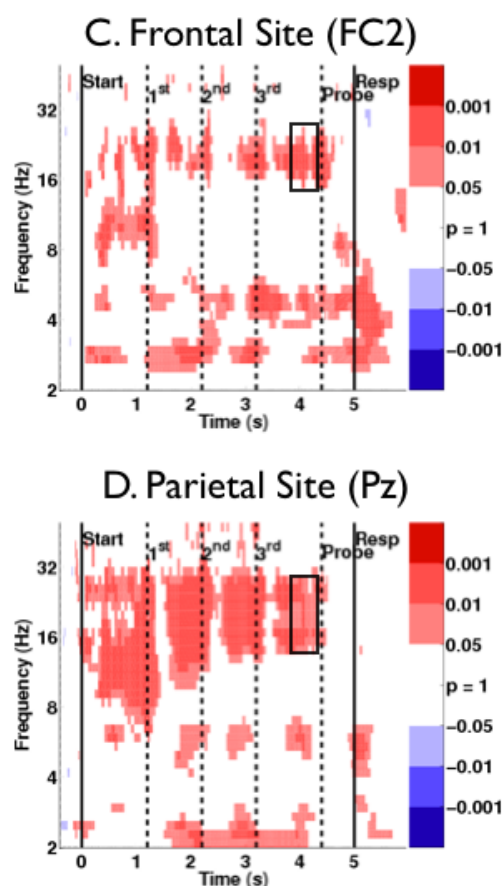 C. Frontal Site (FC2)
Start
Resp
1st
2nd
3rd
Probe
32
16
8
4
2
Frequency (Hz)
0
1
2
3
4
5
Time (s)
0.001
0.01
0.05
p = 1
−0.05
−0.01
−0.001
D. Parietal Site (Pz)
Start
Resp
1st
2nd
3rd
Probe
32
16
8
4
2
Frequency (Hz)
0
1
2
3
4
5
Time (s)
0.001
0.01
0.05
p = 1
−0.05
−0.01
−0.001